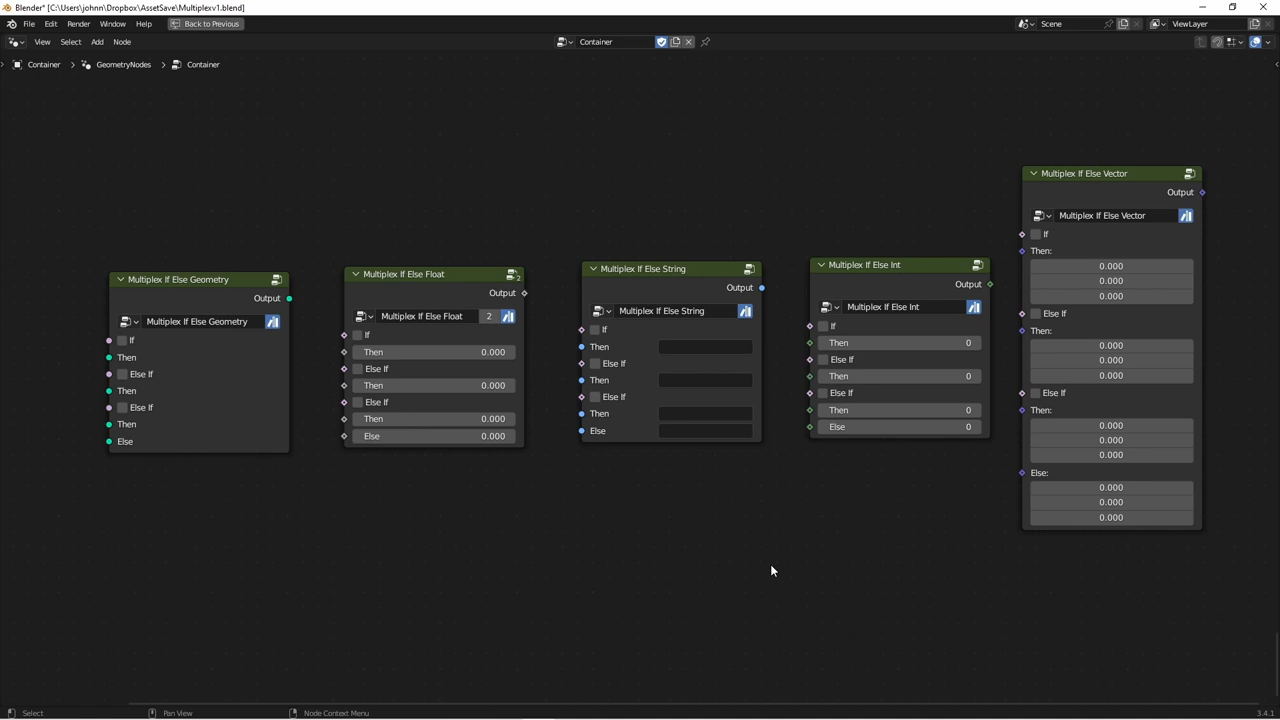 Blender* [C:\Users\johnn\Dropbox\AssetSave\Multiplexv1.blend]
File Edit Render Window Help Back to Previous Scene ViewLayer
View Select Add Node Container
Container > GeometryNodes > Container
Multiplex If Else Geometry
Output
Multiplex If Else Geometry
If
Then
Else If
Then
Else If
Then
Else
Multiplex If Else Float
2
Output
Multiplex If Else Float 2
If
Then 0.000
Else If
Then 0.000
Else If
Then 0.000
Else 0.000
Multiplex If Else String
Output
Multiplex If Else String
If
Then
Else If
Then
Else If
Then
Else
Multiplex If Else Int
Output
Multiplex If Else Int
If
Then 0
Else If
Then 0
Else If
Then 0
Else 0
Multiplex If Else Vector
Output
Multiplex If Else Vector
If
Then:
0.000
0.000
0.000
Else If
Then:
0.000
0.000
0.000
Else If
Then:
0.000
0.000
0.000
Else:
0.000
0.000
0.000
Select Pan View Node Context Menu 3.4.1